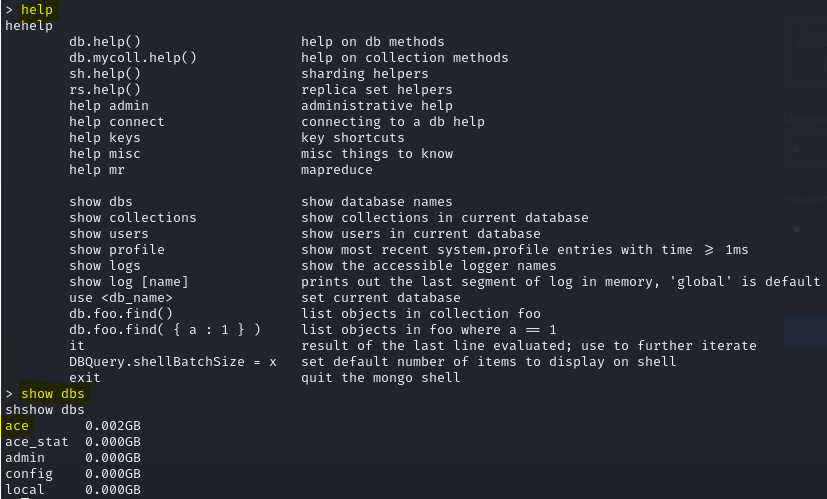 > help
hehelp
db.help() help on db methods
db.mycoll.help() help on collection methods
sh.help() sharding helpers
rs.help() replica set helpers
help admin administrative help
help connect connecting to a db help
help keys key shortcuts
help misc misc things to know
help mr mapreduce
show dbs show database names
show collections show collections in current database
show users show users in current database
show profile show most recent system.profile entries with time ⩾ 1ms
show logs show the accessible logger names
show log [name] prints out the last segment of log in memory, 'global' is default
use <db_name> set current database
db.foo.find() list objects in collection foo
db.foo.find( { a : 1 } ) list objects in foo where a == 1
it result of the last line evaluated; use to further iterate
DBQuery.shellBatchSize = x set default number of items to display on shell
exit quit the mongo shell
> show dbs
shshow dbs
ace 0.002GB
ace_stat 0.000GB
admin 0.000GB
config 0.000GB
local 0.000GB